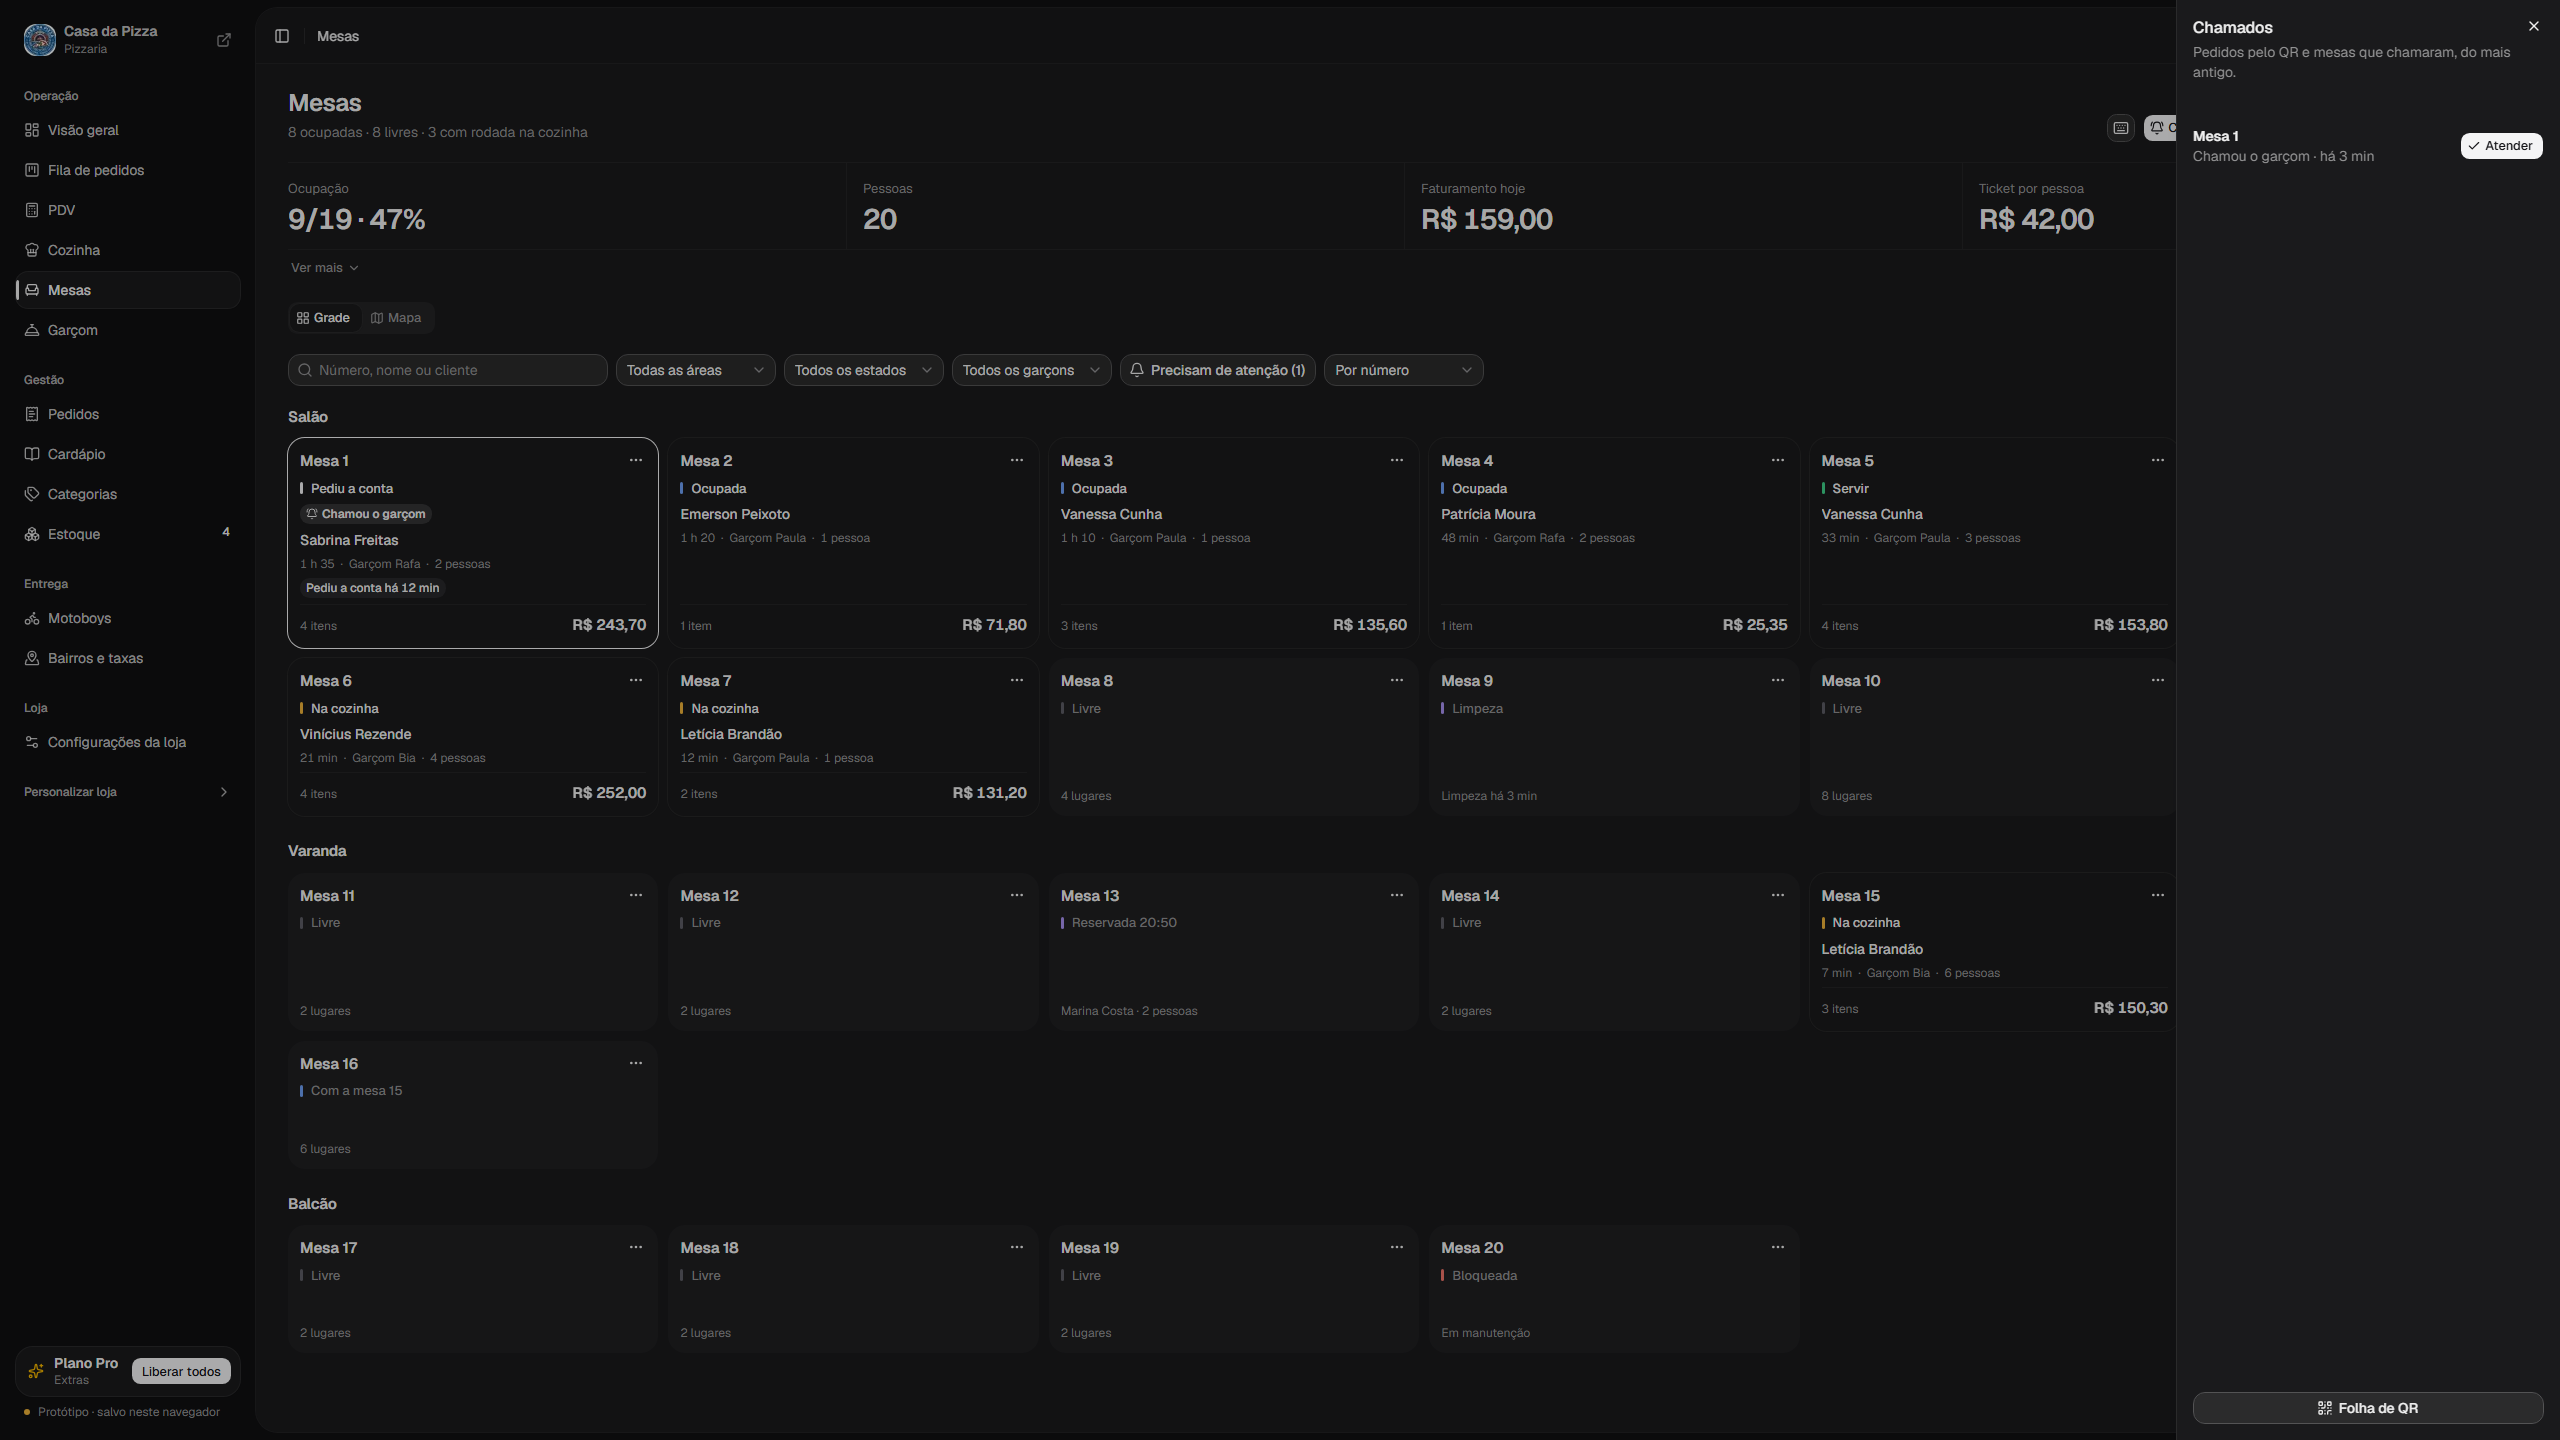 Casa da Pizza
Pizzaria
Operação
Visão geral
Fila de pedidos
PDV
Cozinha
Mesas
Garçom
Gestão
Pedidos
Cardápio
Categorias
Estoque 4
Entrega
Motoboys
Bairros e taxas
Loja
Configurações da loja
Personalizar loja
Plano Pro
Extras
Liberar todos
Protótipo · salvo neste navegador
Mesas
Mesas
8 ocupadas · 8 livres · 3 com rodada na cozinha
Ocupação
9/19 · 47%
Pessoas
20
Faturamento hoje
R$ 159,00
Ticket por pessoa
R$ 42,00
Ver mais
Grade Mapa
Número, nome ou cliente Todas as áreas Todos os estados Todos os garçons Precisam de atenção (1) Por número
Salão
Mesa 1
Pediu a conta
Chamou o garçom
Sabrina Freitas
1 h 35 · Garçom Rafa · 2 pessoas
Pediu a conta há 12 min
4 itens R$ 243,70
Mesa 2
Ocupada
Emerson Peixoto
1 h 20 · Garçom Paula · 1 pessoa
1 item R$ 71,80
Mesa 3
Ocupada
Vanessa Cunha
1 h 10 · Garçom Paula · 1 pessoa
3 itens R$ 135,60
Mesa 4
Ocupada
Patrícia Moura
48 min · Garçom Rafa · 2 pessoas
1 item R$ 25,35
Mesa 5
Servir
Vanessa Cunha
33 min · Garçom Paula · 3 pessoas
4 itens R$ 153,80
Mesa 6
Na cozinha
Vinícius Rezende
21 min · Garçom Bia · 4 pessoas
4 itens R$ 252,00
Mesa 7
Na cozinha
Letícia Brandão
12 min · Garçom Paula · 1 pessoa
2 itens R$ 131,20
Mesa 8
Livre
4 lugares
Mesa 9
Limpeza
Limpeza há 3 min
Mesa 10
Livre
8 lugares
Varanda
Mesa 11
Livre
2 lugares
Mesa 12
Livre
2 lugares
Mesa 13
Reservada 20:50
Marina Costa · 2 pessoas
Mesa 14
Livre
2 lugares
Mesa 15
Na cozinha
Letícia Brandão
7 min · Garçom Bia · 6 pessoas
3 itens R$ 150,30
Mesa 16
Com a mesa 15
6 lugares
Balcão
Mesa 17
Livre
2 lugares
Mesa 18
Livre
2 lugares
Mesa 19
Livre
2 lugares
Mesa 20
Bloqueada
Em manutenção
Chamados
Pedidos pelo QR e mesas que chamaram, do mais
antigo.
Mesa 1
Chamou o garçom · há 3 min
Atender
Folha de QR